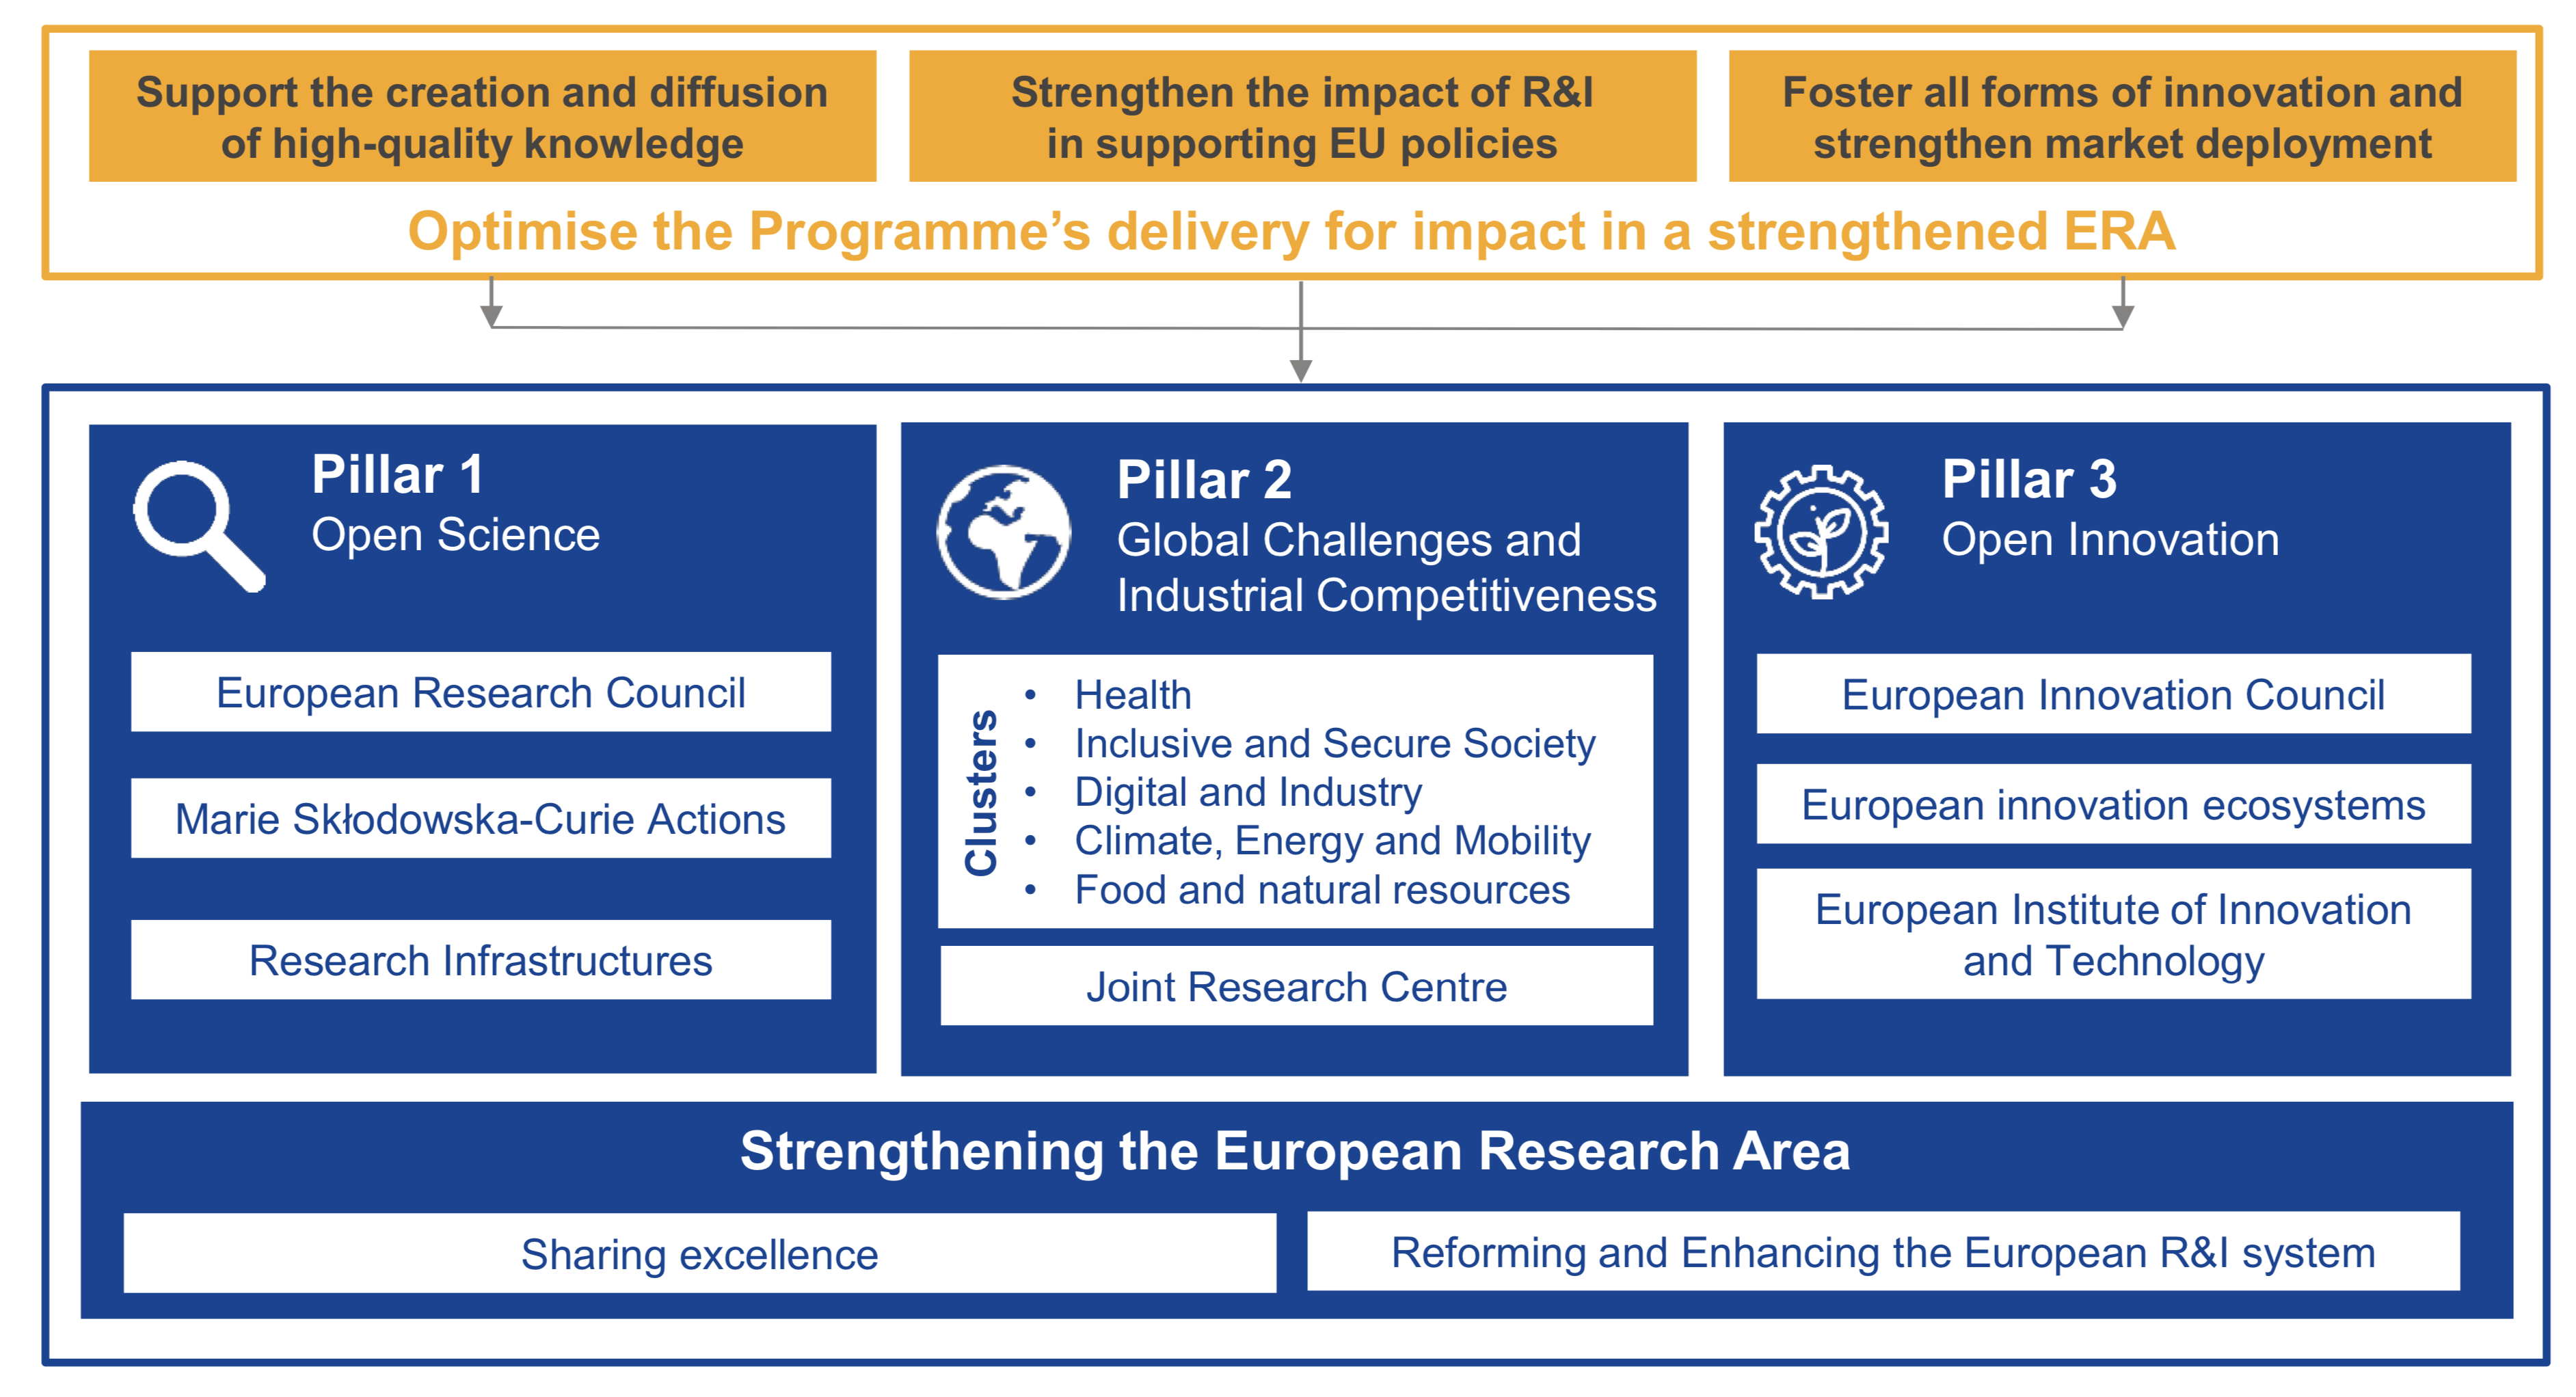 Support the creation and diffusion
of high-quality knowledge
Strengthen the impact of R&I
in supporting EU policies
Foster all forms of innovation and
strengthen market deployment
Optimise the Programme’s delivery for impact in a strengthened ERA
Pillar 1
Open Science
European Research Council
Marie Skłodowska-Curie Actions
Research Infrastructures
Pillar 2
Global Challenges and
Industrial Competitiveness
Clusters
• Health
• Inclusive and Secure Society
• Digital and Industry
• Climate, Energy and Mobility
• Food and natural resources
Joint Research Centre
Pillar 3
Open Innovation
European Innovation Council
European innovation ecosystems
European Institute of Innovation
and Technology
Strengthening the European Research Area
Sharing excellence
Reforming and Enhancing the European R&I system